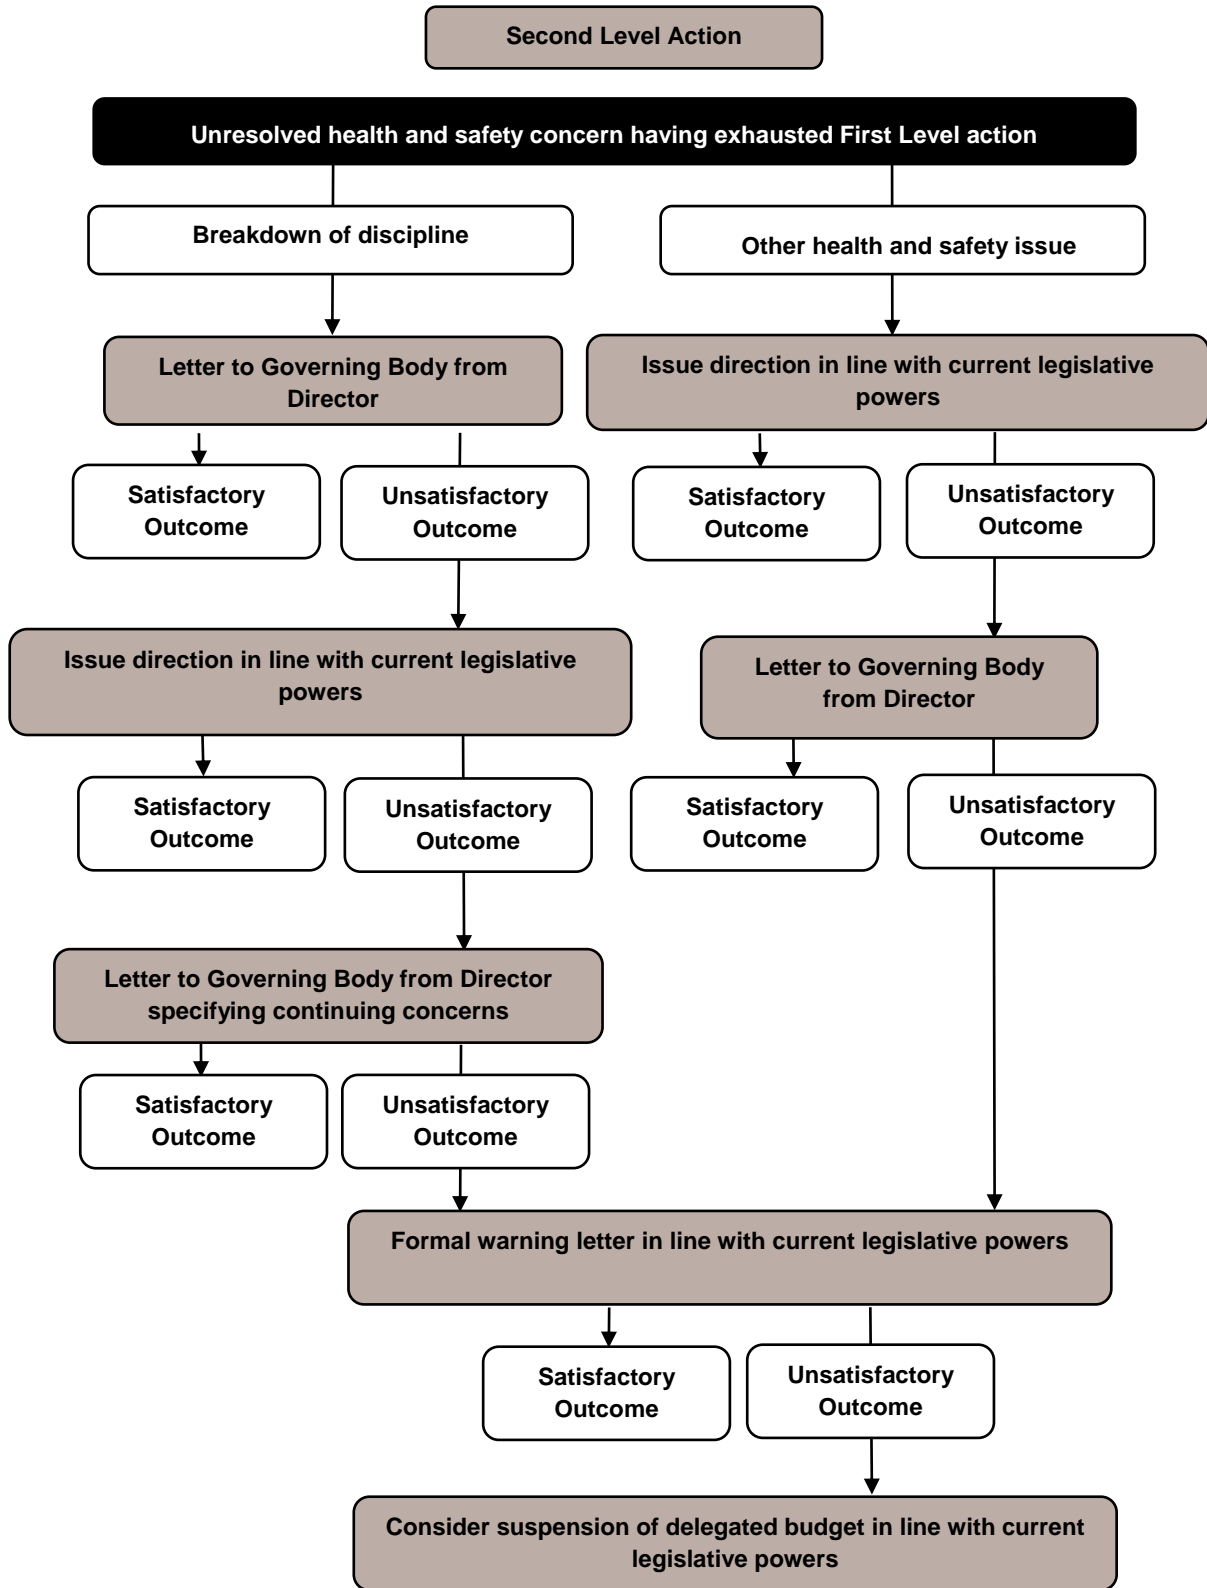 Second Level Action
Unresolved health and safety concern having exhausted First Level action
Breakdown of discipline
Other health and safety issue
Letter to Governing Body from
Director
Issue direction in line with current legislative
powers
Satisfactory
Outcome
Unsatisfactory
Outcome
Satisfactory
Outcome
Unsatisfactory
Outcome
Issue direction in line with current legislative
powers
Letter to Governing Body
from Director
Satisfactory
Outcome
Unsatisfactory
Outcome
Satisfactory
Outcome
Unsatisfactory
Outcome
Letter to Governing Body from Director
specifying continuing concerns
Satisfactory
Outcome
Unsatisfactory
Outcome
Formal warning letter in line with current legislative powers
Satisfactory
Outcome
Unsatisfactory
Outcome
Consider suspension of delegated budget in line with current
legislative powers